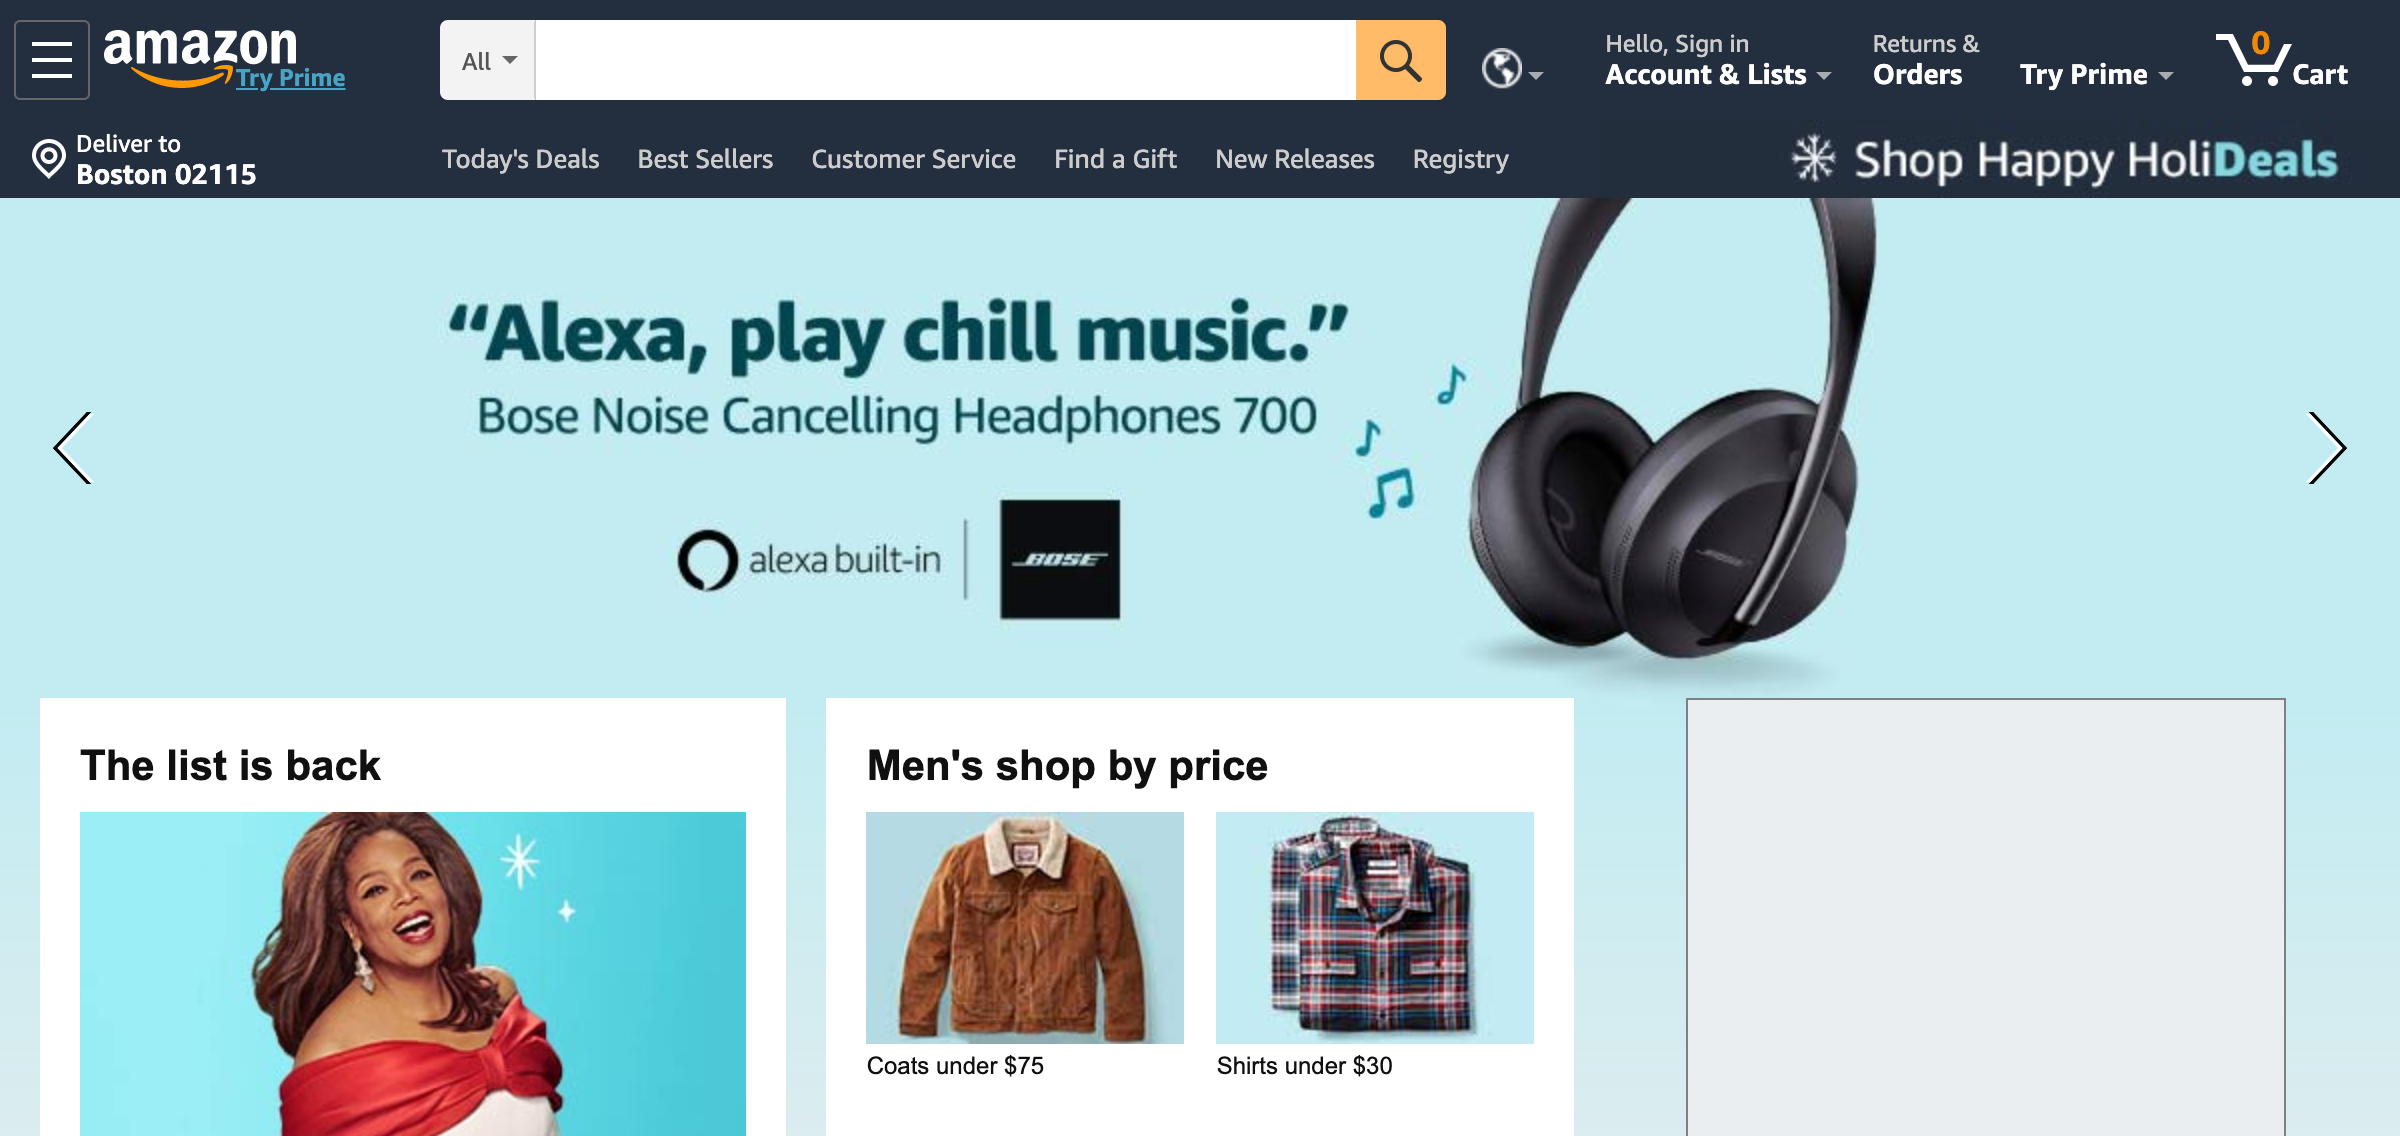 amazon
Try Prime
All
Hello, Sign in
Account & Lists
Returns &
Orders
Try Prime
0
Cart
Deliver to
Boston 02115
Today's Deals
Best Sellers
Customer Service
Find a Gift
New Releases
Registry
Shop Happy HoliDeals
“Alexa, play chill music.”
Bose Noise Cancelling Headphones 700
alexa built-in
BOSE
BOSE
The list is back
Men's shop by price
Coats under $75
Shirts under $30